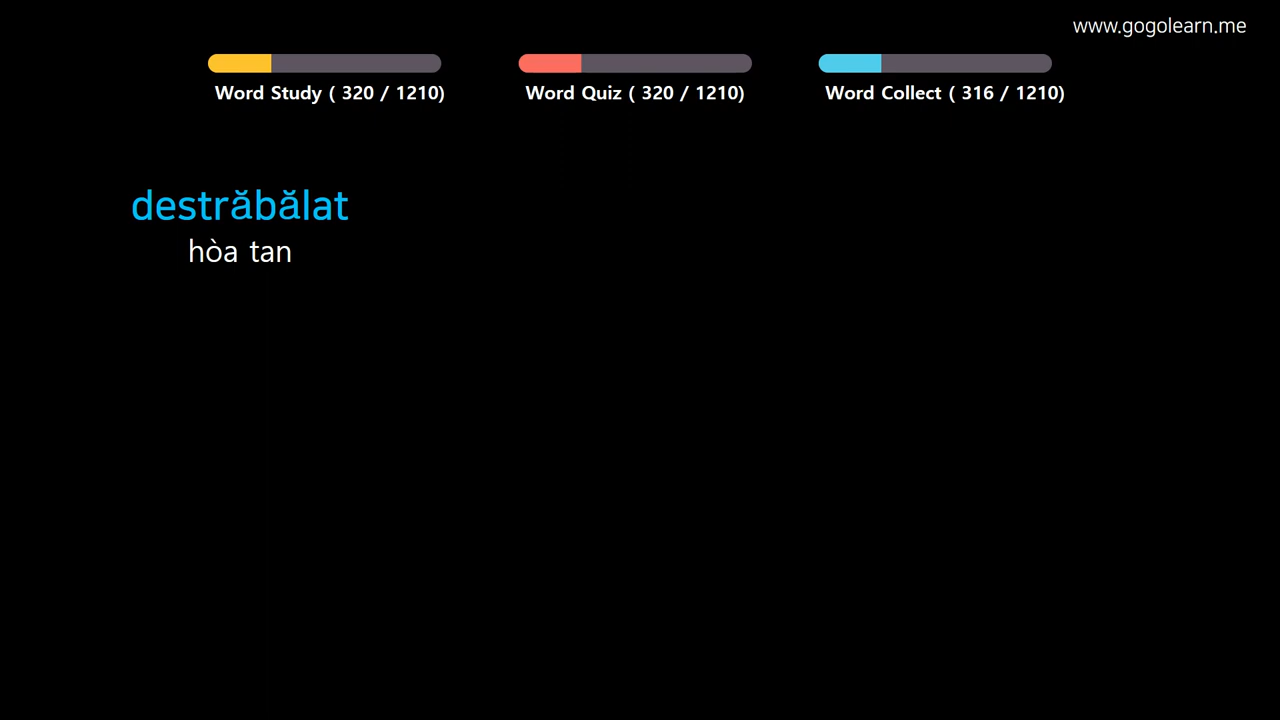 www.gogolearn.me
Word Study ( 320 / 1210)
Word Quiz ( 320 / 1210)
Word Collect ( 316 / 1210)
destrăbălat
hòa tan